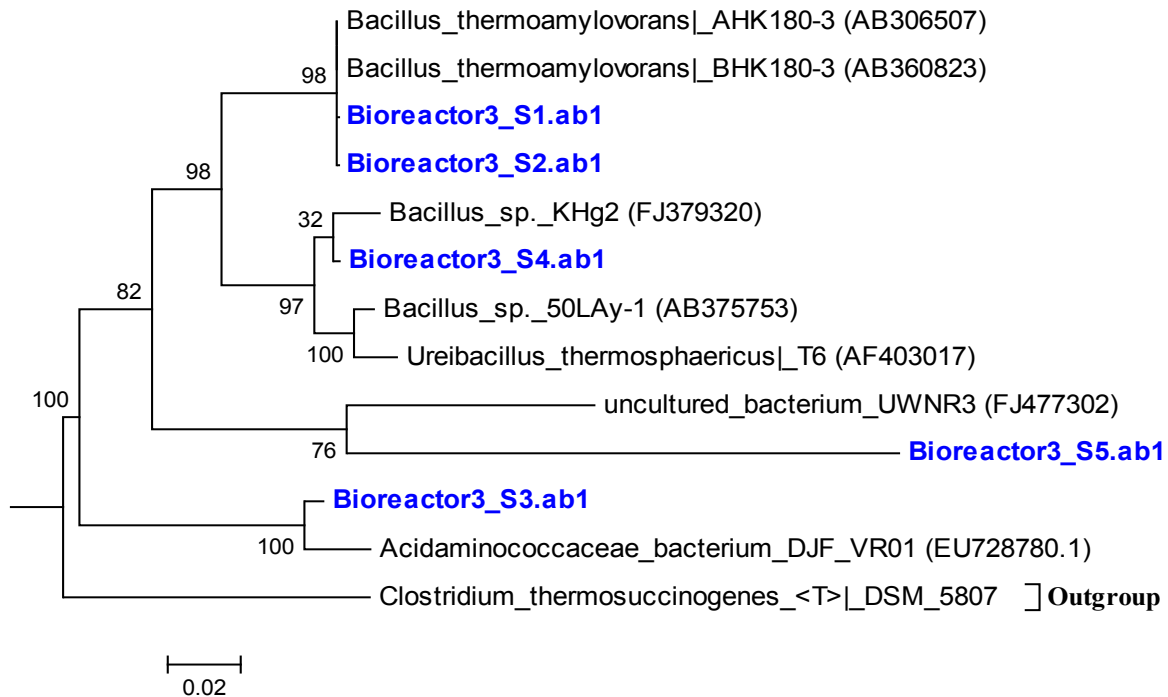 Bacillus_thermoamylovorans|_AHK180-3 (AB306507)
Bacillus_thermoamylovorans|_BHK180-3 (AB360823)
98
Bioreactor3_S1.ab1
Bioreactor3_S2.ab1
98
Bacillus_sp._KHg2 (FJ379320)
32
Bioreactor3_S4.ab1
82
97
Bacillus_sp._50LAy-1 (AB375753)
100
Ureibacillus_thermosphaericus|_T6 (AF403017)
100
uncultured_bacterium_UWNR3 (FJ477302)
76
Bioreactor3_S5.ab1
Bioreactor3_S3.ab1
100
Acidaminococcaceae_bacterium_DJF_VR01 (EU728780.1)
Clostridium_thermosuccinogenes_<T>|_DSM_5807 Outgroup
0.02